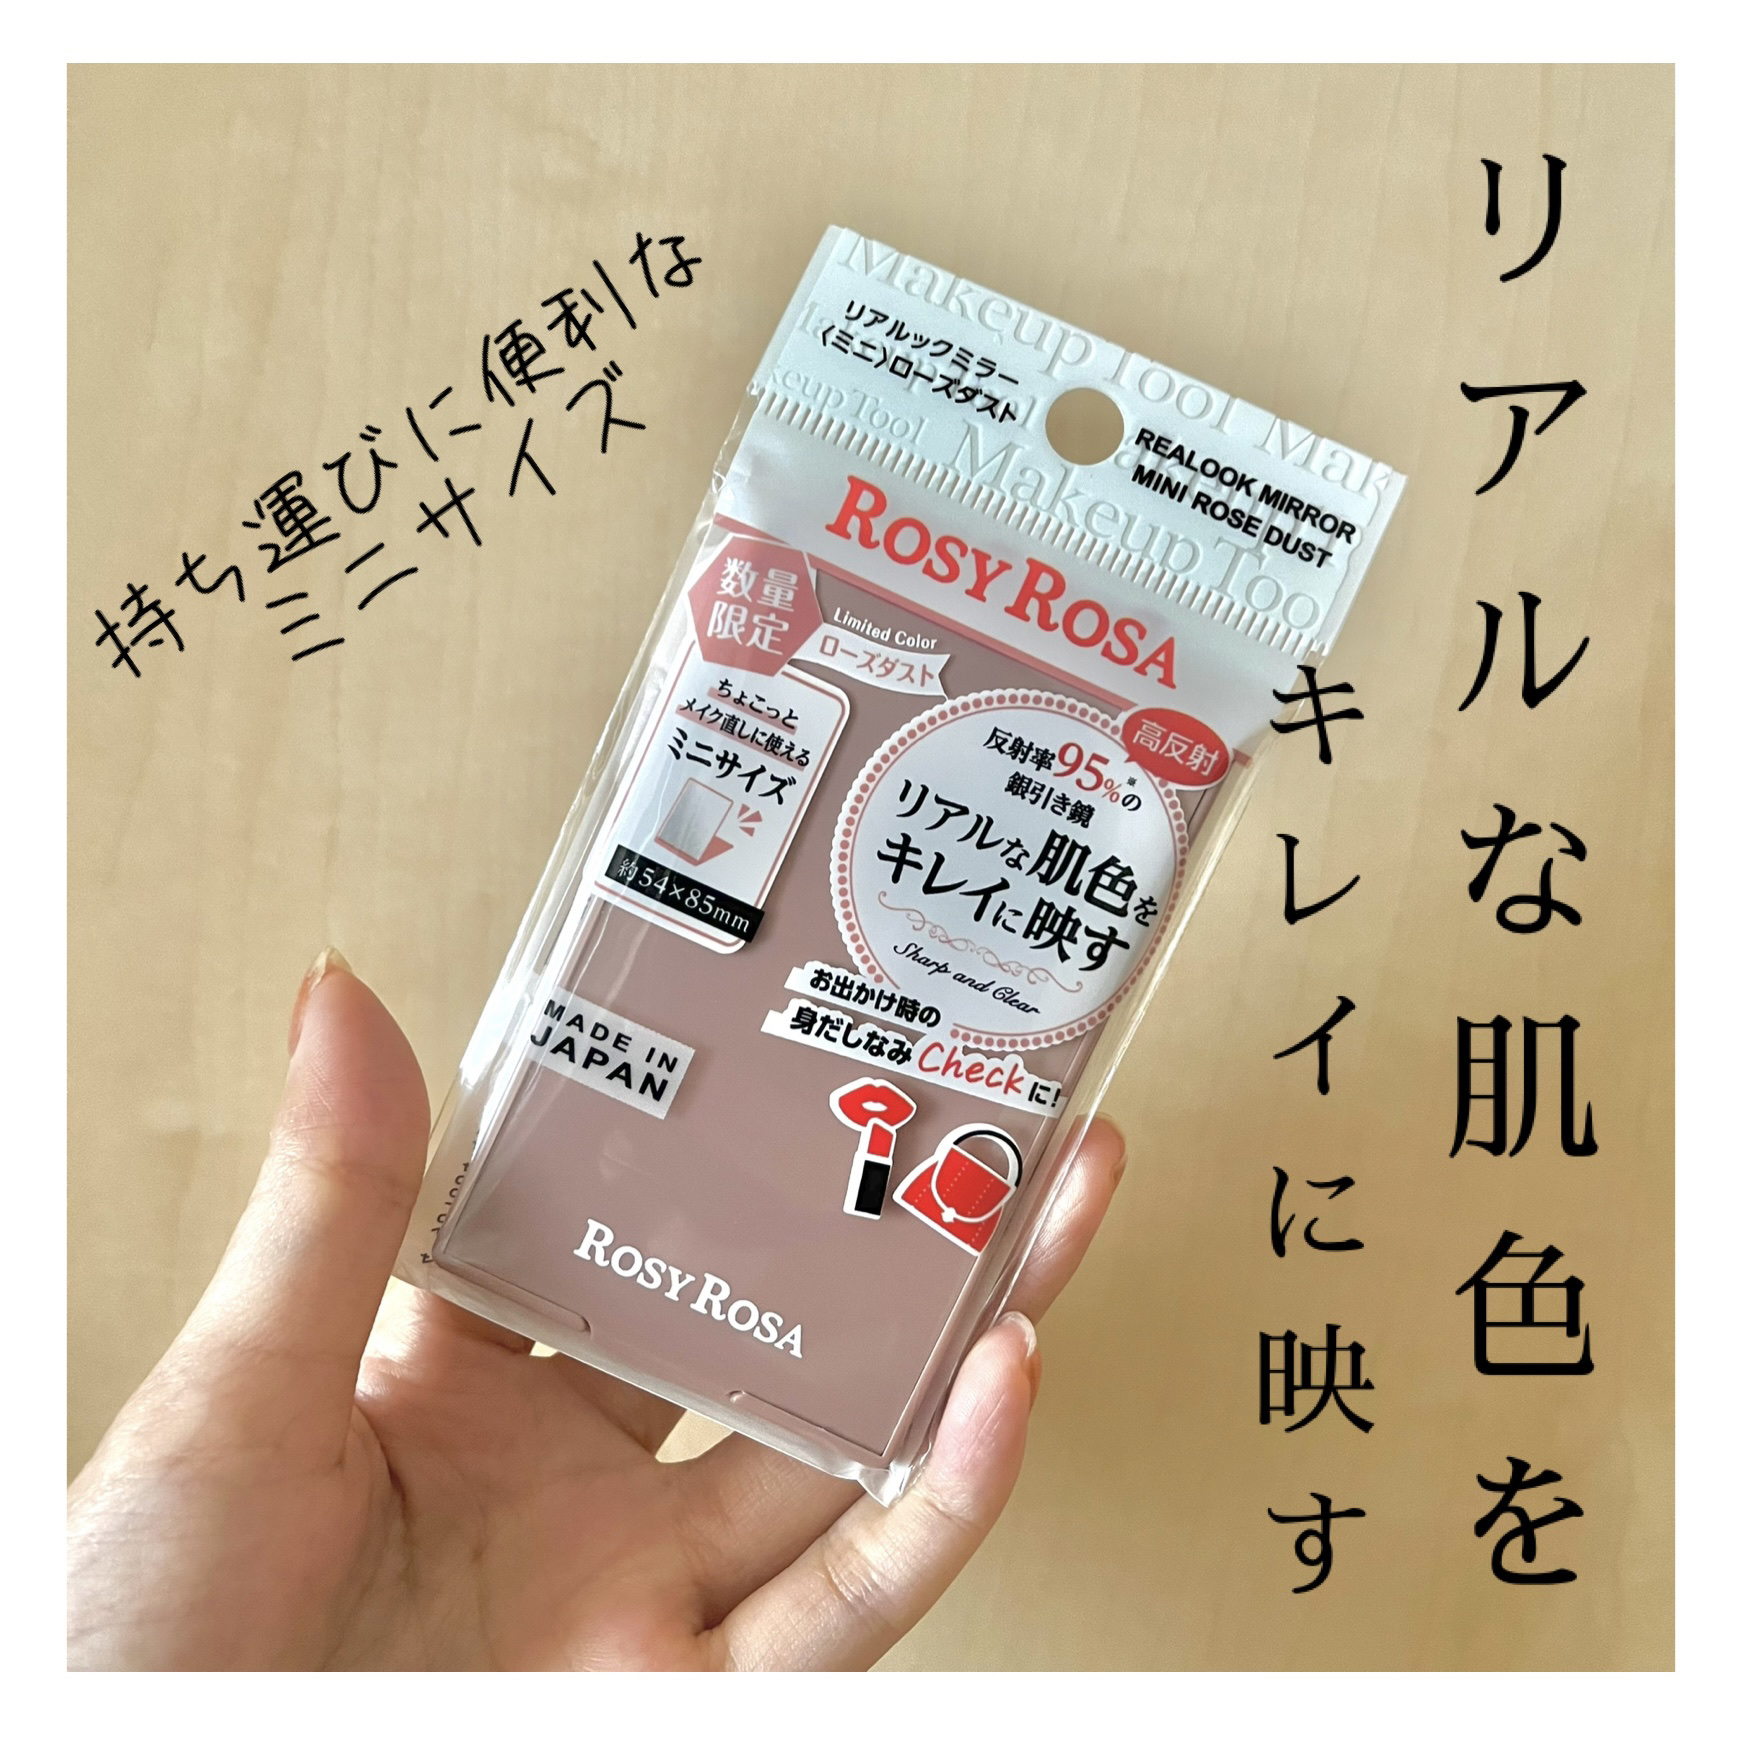 リアルな肌色を
キレイに映す
持ち運びに便利な
ミニサイズ
Makeup Tool
リアルックミラー
〈ミニ〉ローズダスト
REALOOK MIRROR
MINI ROSE DUST
ROSY ROSA
数量
限定
Limited Color
ローズダスト
ちょこっと
メイク直しに使える
ミニサイズ
約54×85mm
高反射
反射率95%※の
銀引き鏡
リアルな肌色を
キレイに映す
Sharp and Clear
お出かけ時の
身だしなみCheckに!
MADE IN
JAPAN
ROSY ROSA